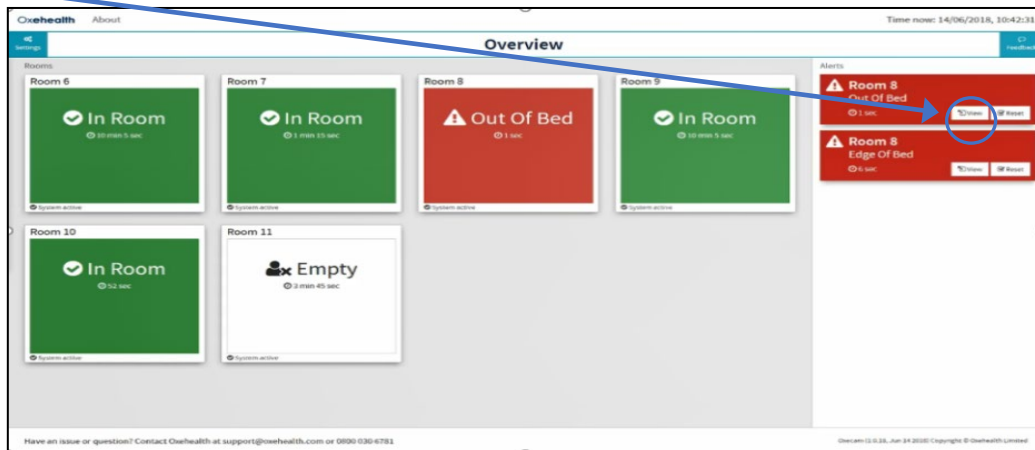 Oxehealth About Time now: 14/06/2018, 10:42:31
Settings Overview Feedback
Rooms
Room 6
In Room
10 min 5 sec
System active
Room 7
In Room
1 min 15 sec
System active
Room 8
Out Of Bed
1 sec
System active
Room 9
In Room
10 min 5 sec
System active
Room 10
In Room
52 sec
System active
Room 11
Empty
3 min 45 sec
System active
Alerts
Room 8
Out Of Bed
1 sec View Reset
Room 8
Edge Of Bed
6 sec View Reset
Have an issue or question? Contact Oxehealth at support@oxehealth.com or 0800 030 6781
Copyright © Oxehealth Limited